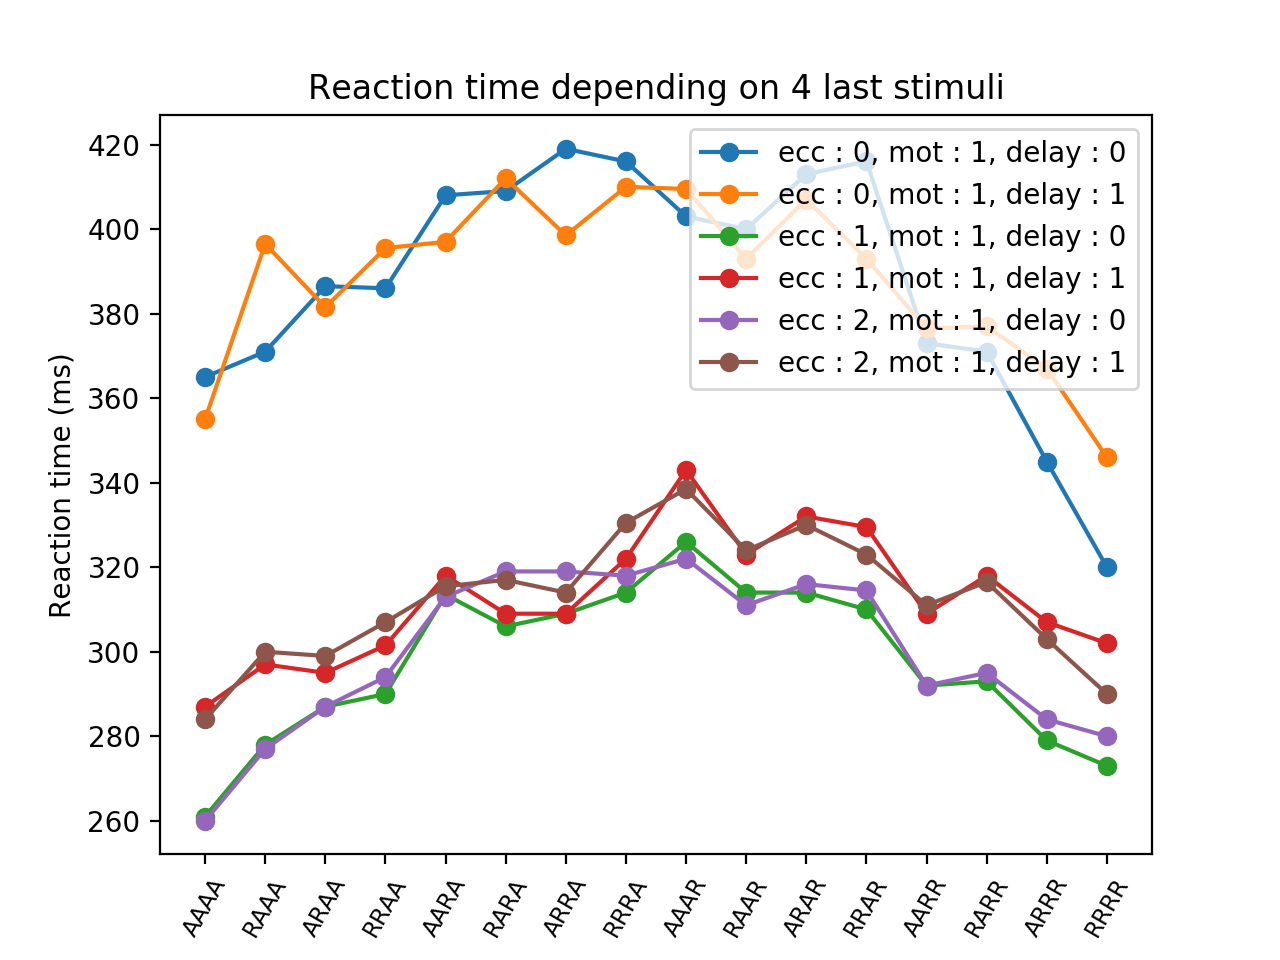 Reaction time depending on 4 last stimuli
Reaction time (ms)
420
400
380
360
340
320
300
280
260
ecc : 0, mot : 1, delay : 0
ecc : 0, mot : 1, delay : 1
ecc : 1, mot : 1, delay : 0
ecc : 1, mot : 1, delay : 1
ecc : 2, mot : 1, delay : 0
ecc : 2, mot : 1, delay : 1
AAAA
RAAA
ARAA
RRAA
AARA
RARA
ARRA
RRRA
AAAR
RAAR
ARAR
RRAR
AARR
RARR
ARRR
RRRR